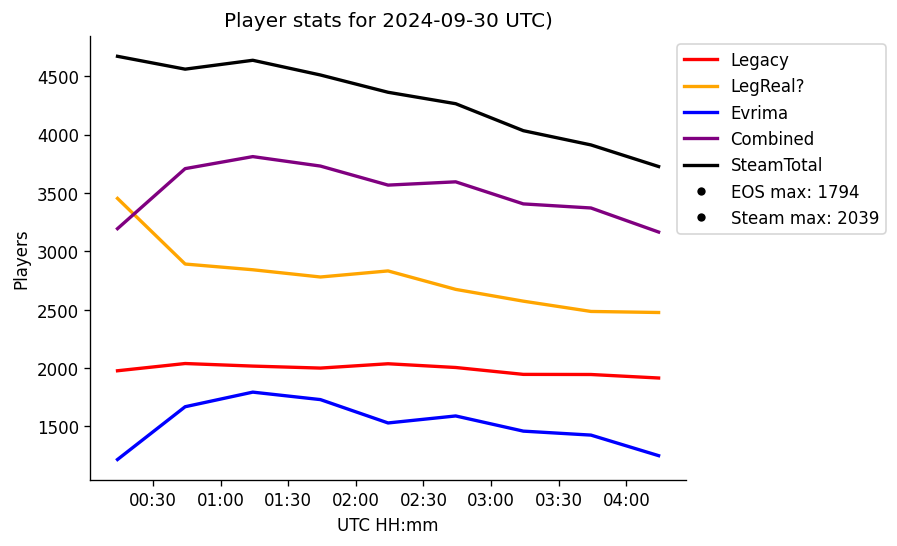 Player stats for 2024-09-30 UTC)
4500
4000
3500
3000
2500
2000
1500
Players
00:30 01:00 01:30 02:00 02:30 03:00 03:30 04:00
UTC HH:mm
Legacy
LegReal?
Evrima
Combined
SteamTotal
EOS max: 1794
Steam max: 2039